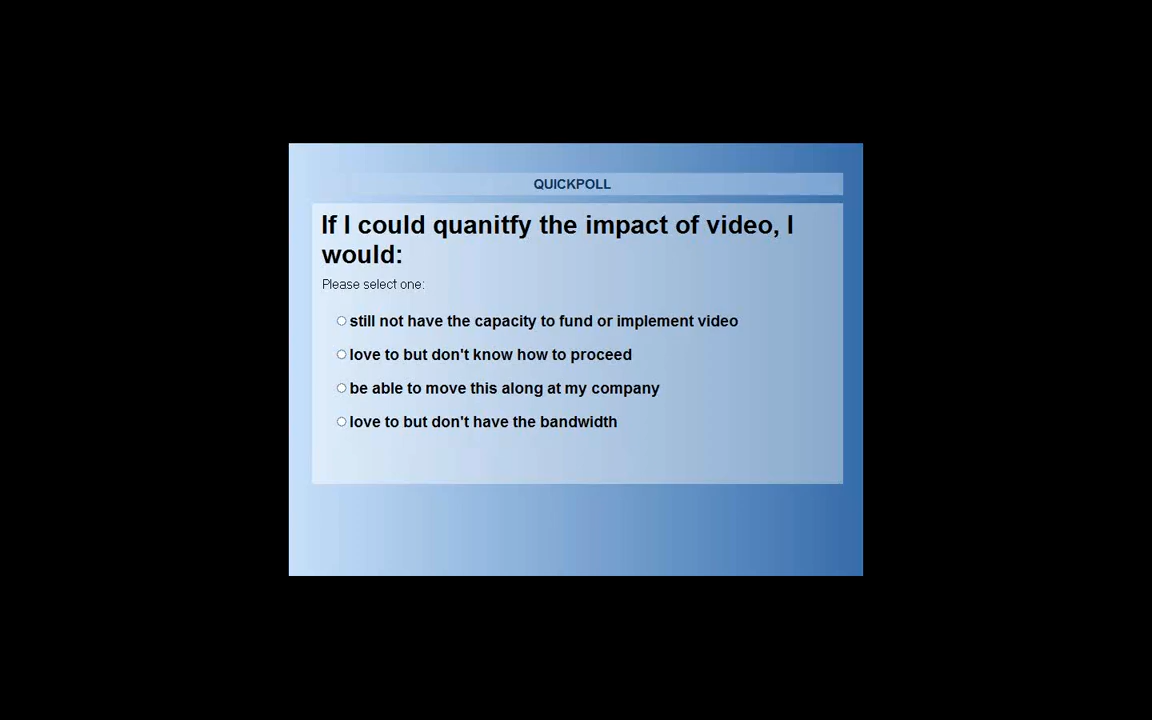 QUICKPOLL
If I could quanitfy the impact of video, I
would:
Please select one:
still not have the capacity to fund or implement video
love to but don't know how to proceed
be able to move this along at my company
love to but don't have the bandwidth